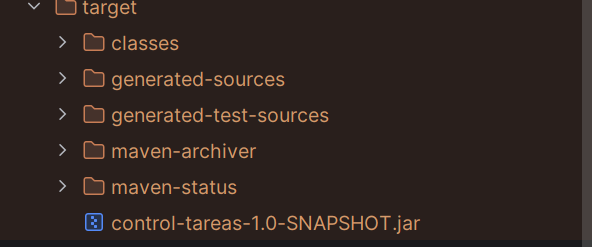 target
classes
generated-sources
generated-test-sources
maven-archiver
maven-status
control-tareas-1.0-SNAPSHOT.jar